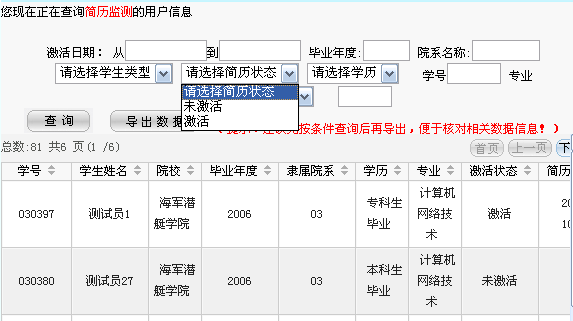 您现在正在查询简历监测的用户信息
激活日期： 从 到 毕业年度: 院系名称:
请选择学生类型 请选择简历状态 请选择学历 学号 专业
请选择简历状态
未激活
激活
查 询 导出数据
按条件查询后再导出，便于核对相关数据信息！)
总数:81 共6 页(1 /6) 首页 上一页 下
学号 学生姓名 院校 毕业年度 隶属院系 学历 专业 激活状态 简历
030397 测试员1 海军潜艇学院 2006 03 专科生毕业 计算机网络技术 激活 20
10
030380 测试员27 海军潜艇学院 2006 03 本科生毕业 计算机网络技术 未激活